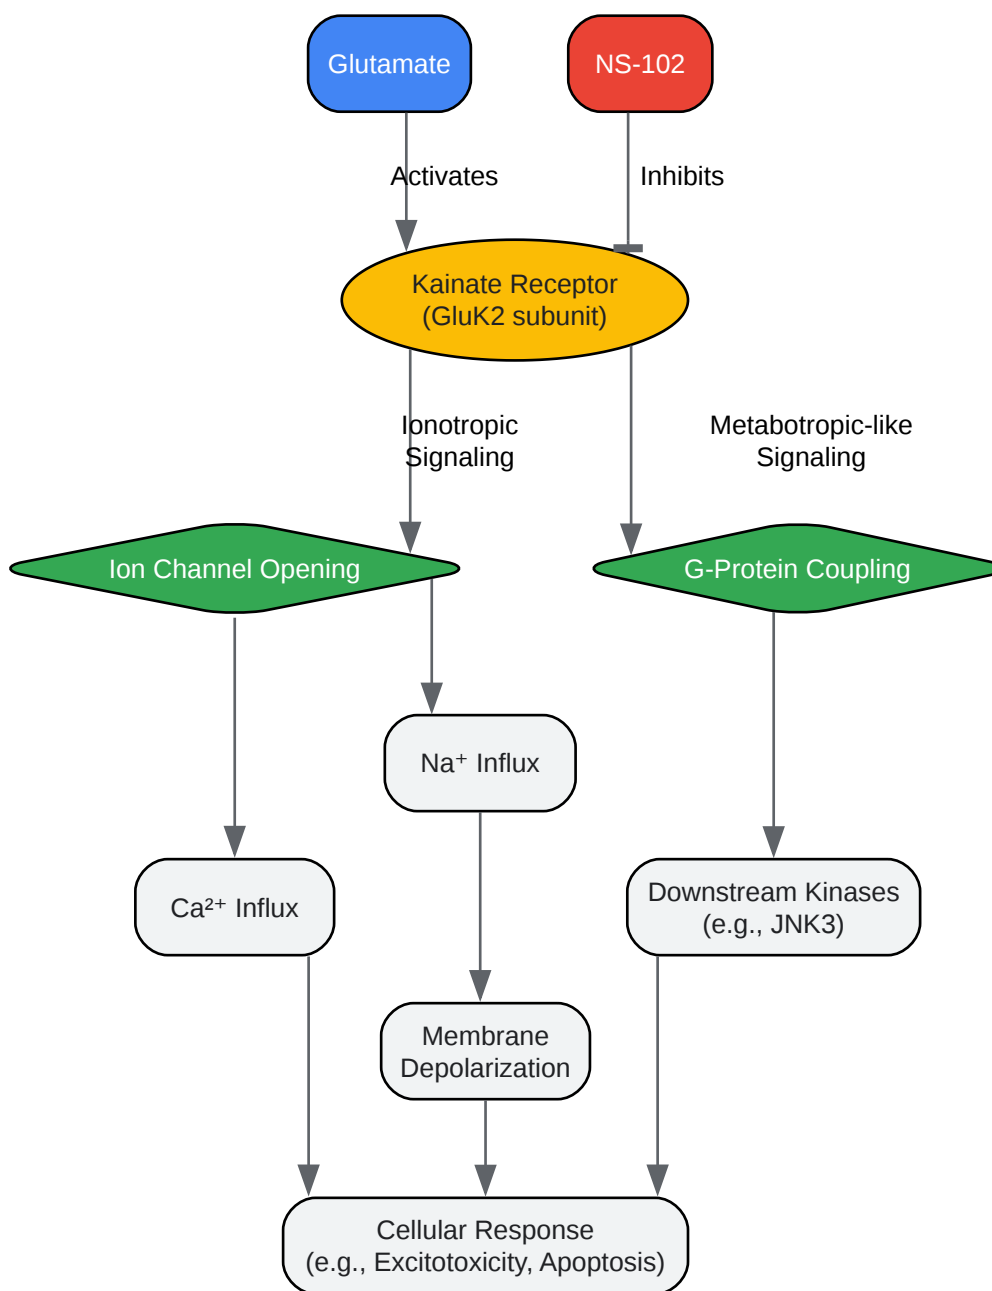 Glutamate
NS-102
Activates
Inhibits
Kainate Receptor
(GluK2 subunit)
Ionotropic
Signaling
Metabotropic-like
Signaling
Ion Channel Opening
G-Protein Coupling
Na⁺ Influx
Ca²⁺ Influx
Downstream Kinases
(e.g., JNK3)
Membrane
Depolarization
Cellular Response
(e.g., Excitotoxicity, Apoptosis)